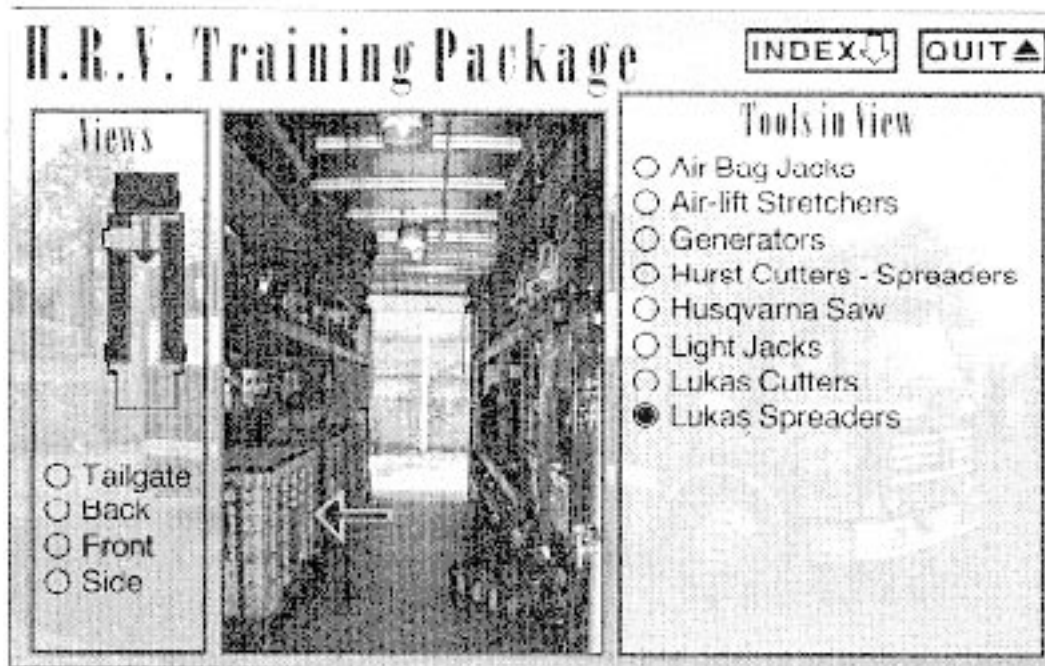 H.R.V. Training Package
INDEX
QUIT
Views
Tailgate
Back
Front
Side
Tools in View
Air Bag Jacks
Air-lift Stretchers
Generators
Hurst Cutters - Spreaders
Husqvarna Saw
Light Jacks
Lukas Cutters
Lukas Spreaders